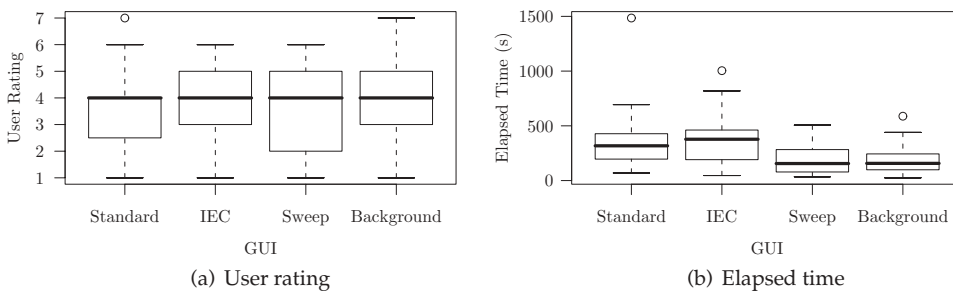 User Rating
7
6
5
4
3
2
1
Standard IEC Sweep Background
GUI
(a) User rating
Elapsed Time (s)
1500
1000
500
0
Standard IEC Sweep Background
GUI
(b) Elapsed time